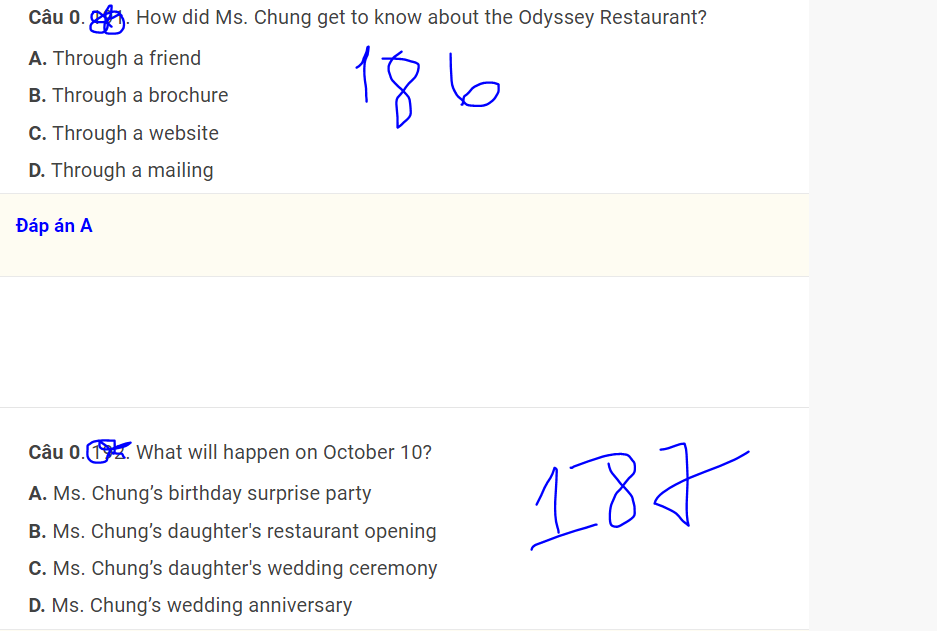 Câu 0. . How did Ms. Chung get to know about the Odyssey Restaurant?
186
A. Through a friend
B. Through a brochure
C. Through a website
D. Through a mailing
Đáp án A
Câu 0. . What will happen on October 10?
187
A. Ms. Chung’s birthday surprise party
B. Ms. Chung’s daughter's restaurant opening
C. Ms. Chung’s daughter's wedding ceremony
D. Ms. Chung’s wedding anniversary